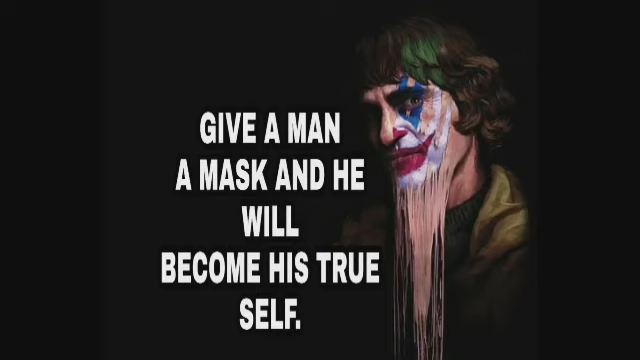 GIVE A MAN
A MASK AND HE
WILL
BECOME HIS TRUE
SELF.